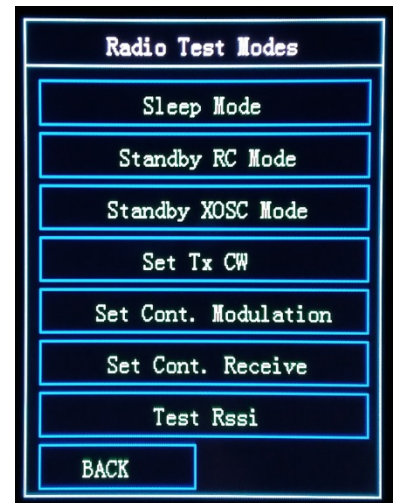 Radio Test Modes
Sleep Mode
Standby RC Mode
Standby XOSC Mode
Set Tx CW
Set Cont. Modulation
Set Cont. Receive
Test Rssi
BACK